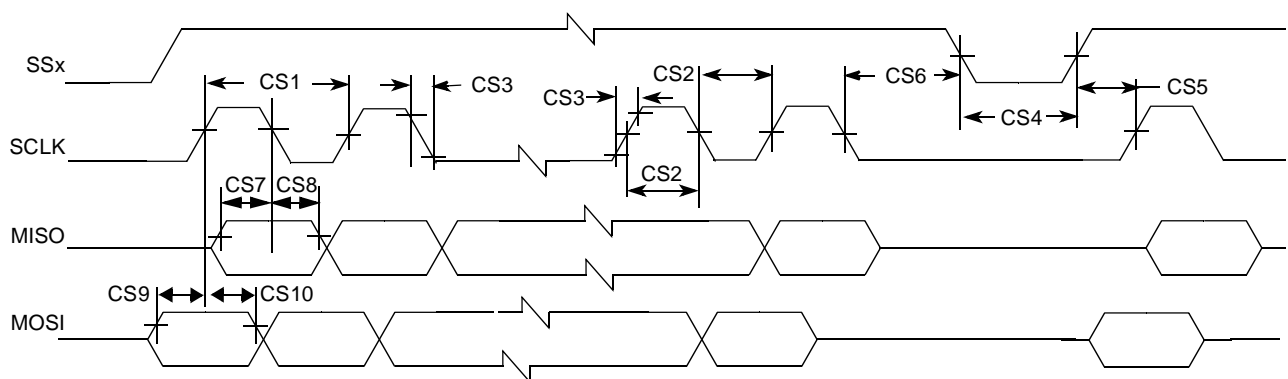 SSx
CS1
CS3
CS3
CS2
CS6
CS4
CS5
SCLK
CS2
CS7
CS8
MISO
CS9
CS10
MOSI